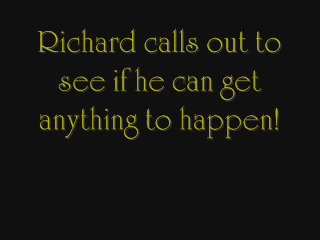 Richard calls out to
see if he can get
anything to happen!